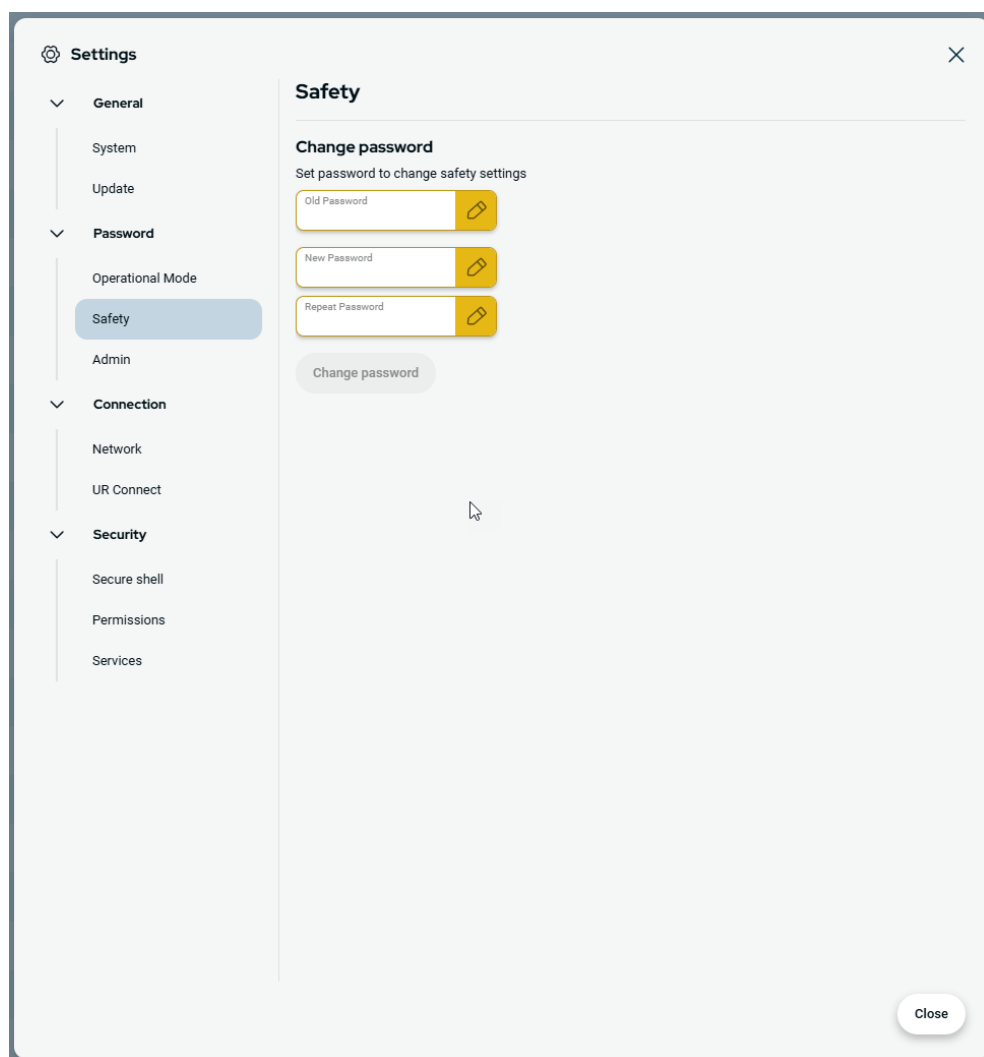 Settings
General
System
Update
Password
Operational Mode
Safety
Admin
Connection
Network
UR Connect
Security
Secure shell
Permissions
Services
Safety
Change password
Set password to change safety settings
Old Password
New Password
Repeat Password
Change password
Close